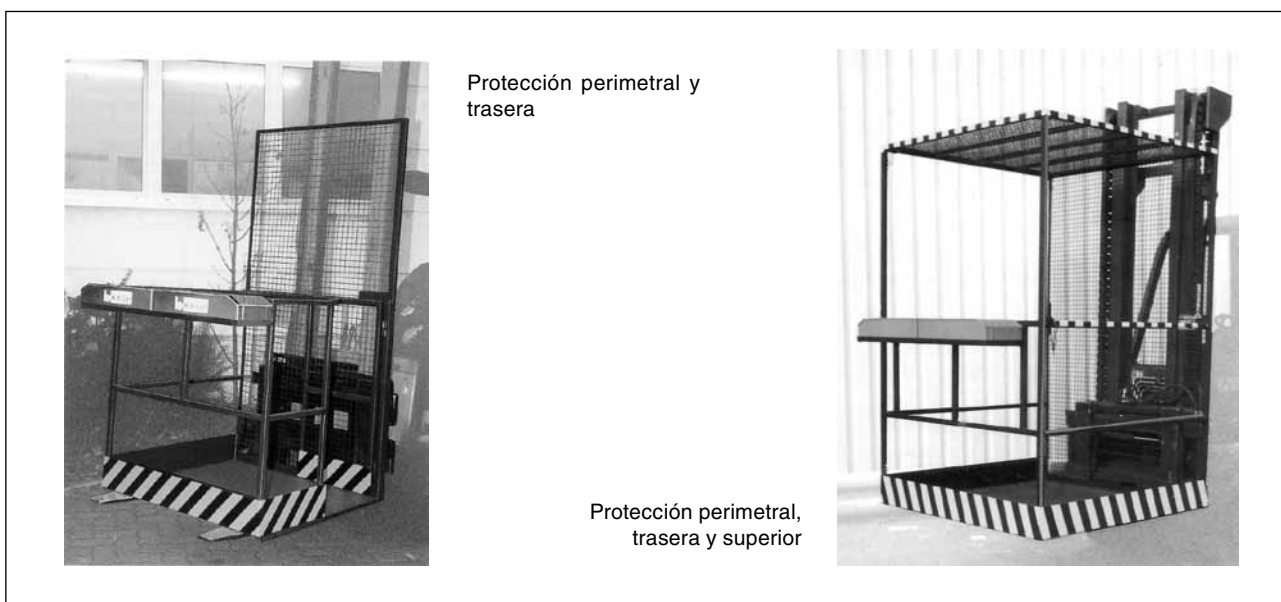 Protección perimetral y
trasera
Protección perimetral,
trasera y superior